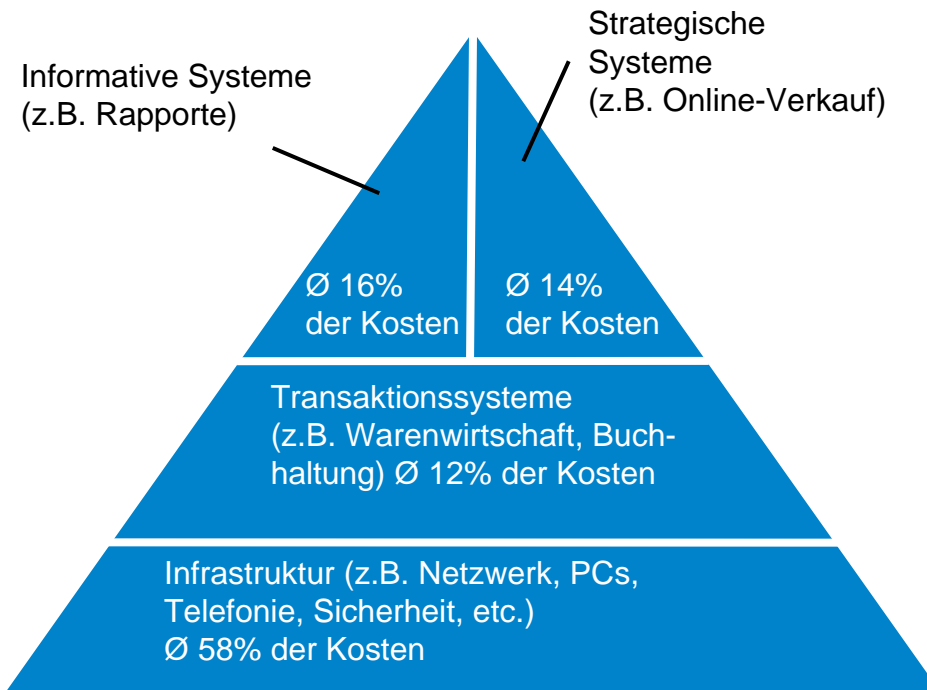 Informative Systeme
(z.B. Rapporte)
Strategische
Systeme
(z.B. Online-Verkauf)
Ø 16%
der Kosten
Ø 14%
der Kosten
Transaktionssysteme
(z.B. Warenwirtschaft, Buch-
haltung) Ø 12% der Kosten
Infrastruktur (z.B. Netzwerk, PCs,
Telefonie, Sicherheit, etc.)
Ø 58% der Kosten